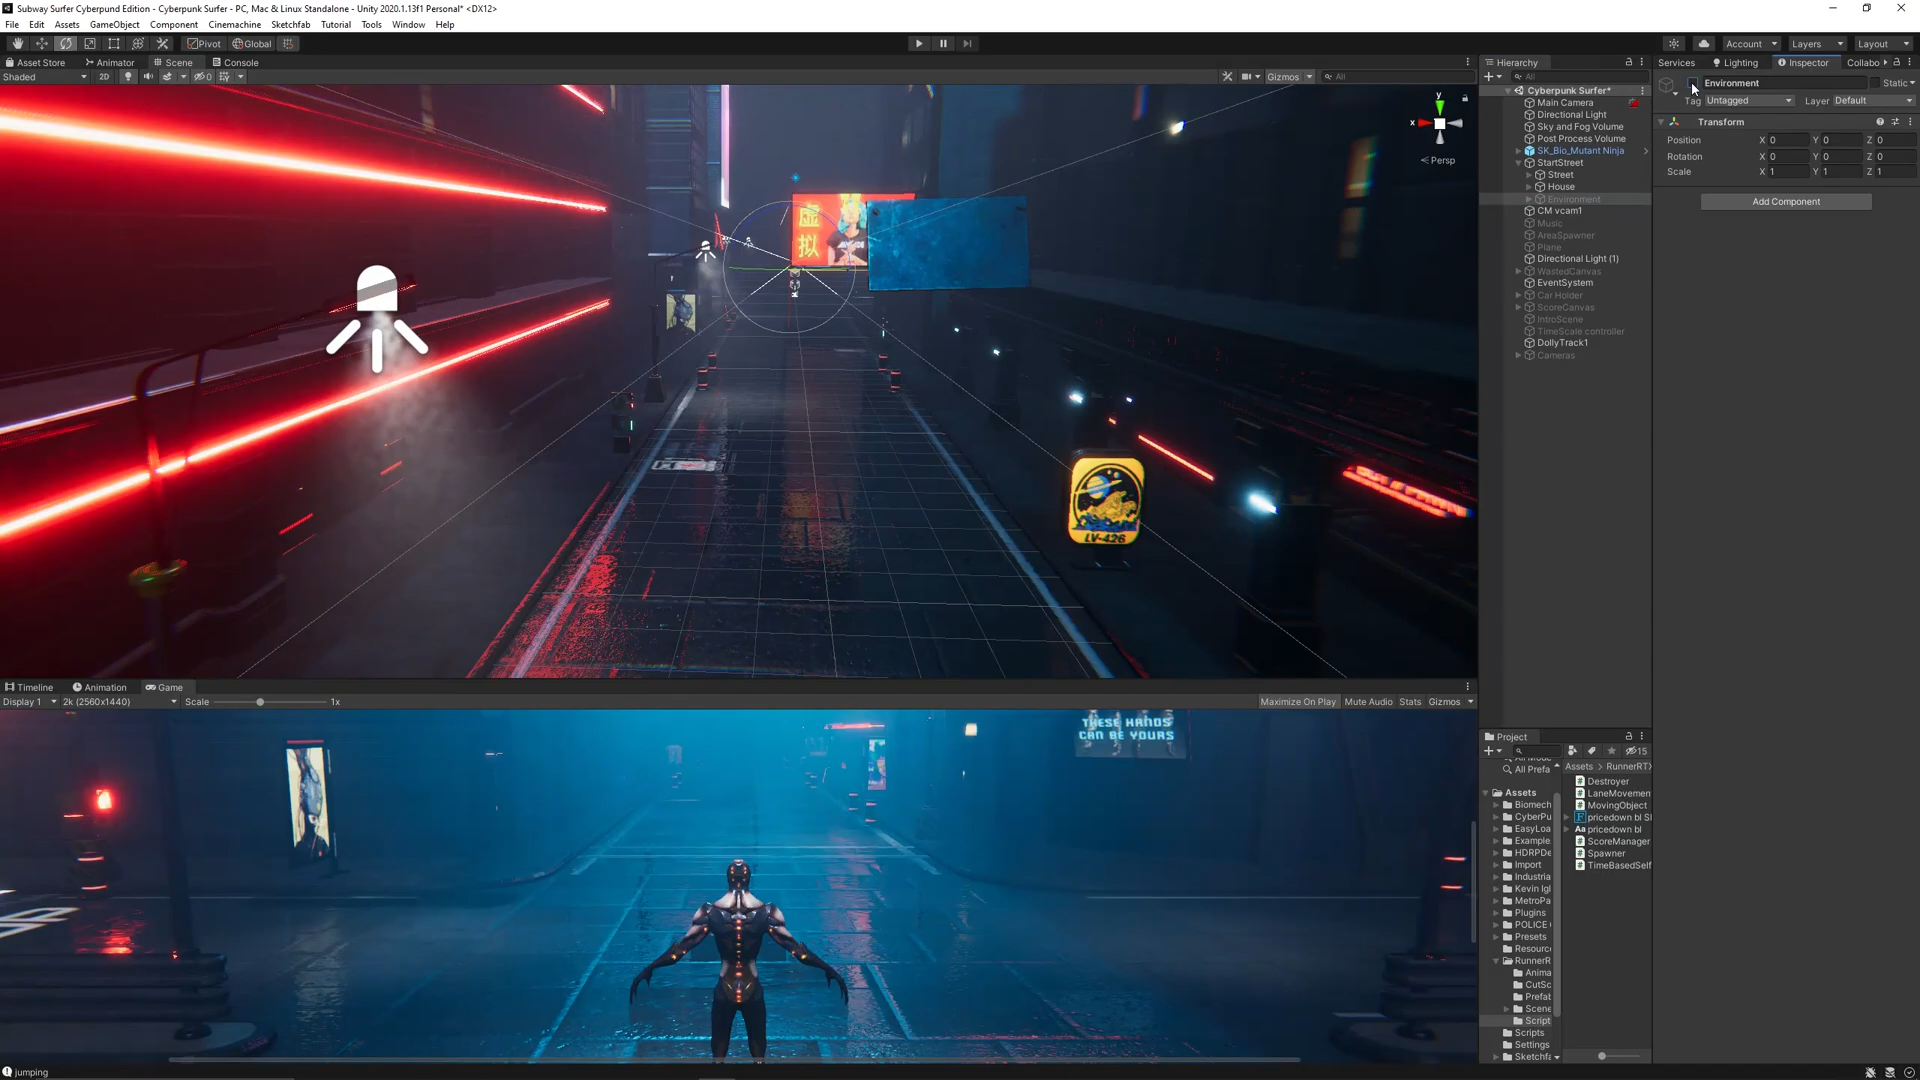 Subway Surfer Cyberpund Edition - Cyberpunk Surfer - PC, Mac & Linux Standalone - Unity 2020.1.13f1 Personal* <DX12>
File Edit Assets GameObject Component Cinemachine Sketchfab Tutorial Tools Window Help
Pivot Global
Account Layers Layout
Asset Store Animator Scene Console
Shaded 2D 0 Gizmos All
y
x
Persp
虚
拟
LV-426
Hierarchy
All
Cyberpunk Surfer*
Main Camera
Directional Light
Sky and Fog Volume
Post Process Volume
SK_Bio_Mutant Ninja
StartStreet
Street
House
Environment
CM vcam1
Music
AreaSpawner
Plane
Directional Light (1)
WastedCanvas
EventSystem
Car Holder
ScoreCanvas
IntroScene
TimeScale controller
DollyTrack1
Cameras
Services Lighting Inspector Collabo
Environment Static
Tag Untagged Layer Default
Transform
Position X 0 Y 0 Z 0
Rotation X 0 Y 0 Z 0
Scale X 1 Y 1 Z 1
Add Component
Timeline Animation Game
Display 1 2k (2560x1440) Scale 1x Maximize On Play Mute Audio Stats Gizmos
THESE HANDS
CAN BE YOURS
Project
15
All Prefa
Assets
Biomech
CyberPu
EasyLoa
Example
HDRPDe
Import
Industria
Kevin Igl
MetroPa
Plugins
POLICE
Presets
Resourc
RunnerR
Anima
CutSc
Prefat
Scene
Script
Scripts
Settings
Sketchfa
Assets > RunnerRTX
Destroyer
LaneMovemen
MovingObject
pricedown bl SI
Aa pricedown bl
ScoreManager
Spawner
TimeBasedSelf
jumping